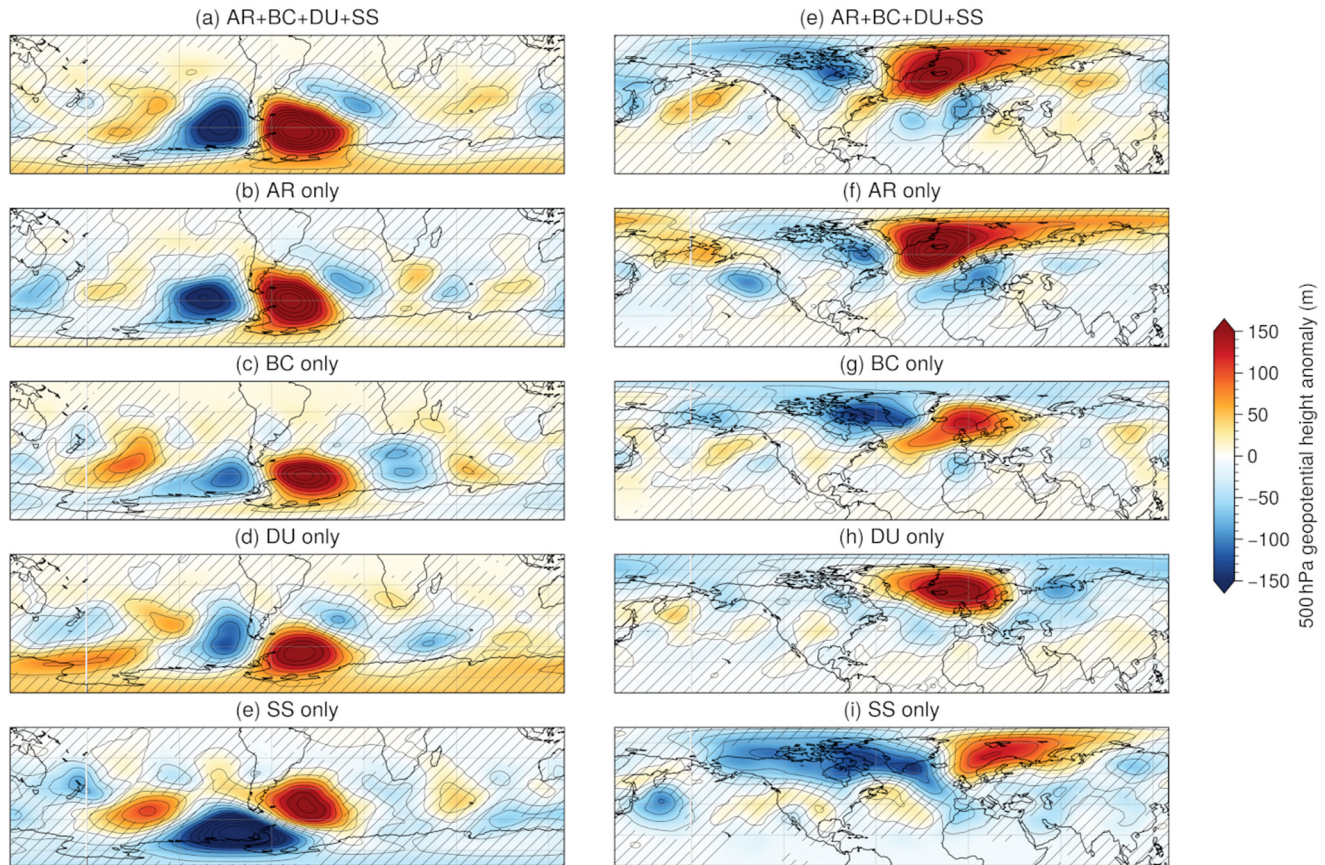 (a) AR+BC+DU+SS
(b) AR only
(c) BC only
(d) DU only
(e) SS only
(e) AR+BC+DU+SS
(f) AR only
(g) BC only
(h) DU only
(i) SS only
150
100
50
0
−50
−100
−150
500 hPa geopotential height anomaly (m)